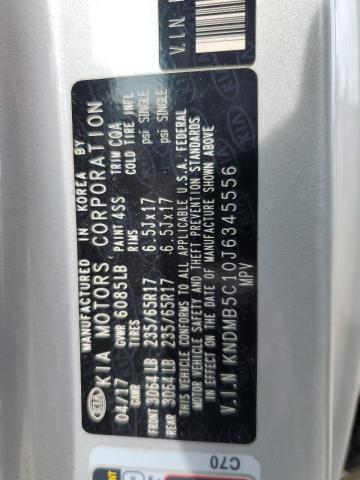 MANUFACTURED IN KOREA BY
KIA KIA MOTORS CORPORATION
04/17 GVWR 6085LB PAINT 4SS TRIM CQA
GAWR TIRES RIMS COLD TIRE INFL
FRONT 3064LB 235/65R17 6.5Jx17 psi SINGLE
REAR 3064LB 235/65R17 6.5Jx17 psi SINGLE
THIS VEHICLE CONFORMS TO ALL APPLICABLE U.S.A. FEDERAL
MOTOR VEHICLE SAFETY AND THEFT PREVENTION STANDARDS
IN EFFECT ON THE DATE OF MANUFACTURE SHOWN ABOVE
V.I.N KNDMB5C10J6345556
MPV
V.I.N.
C70